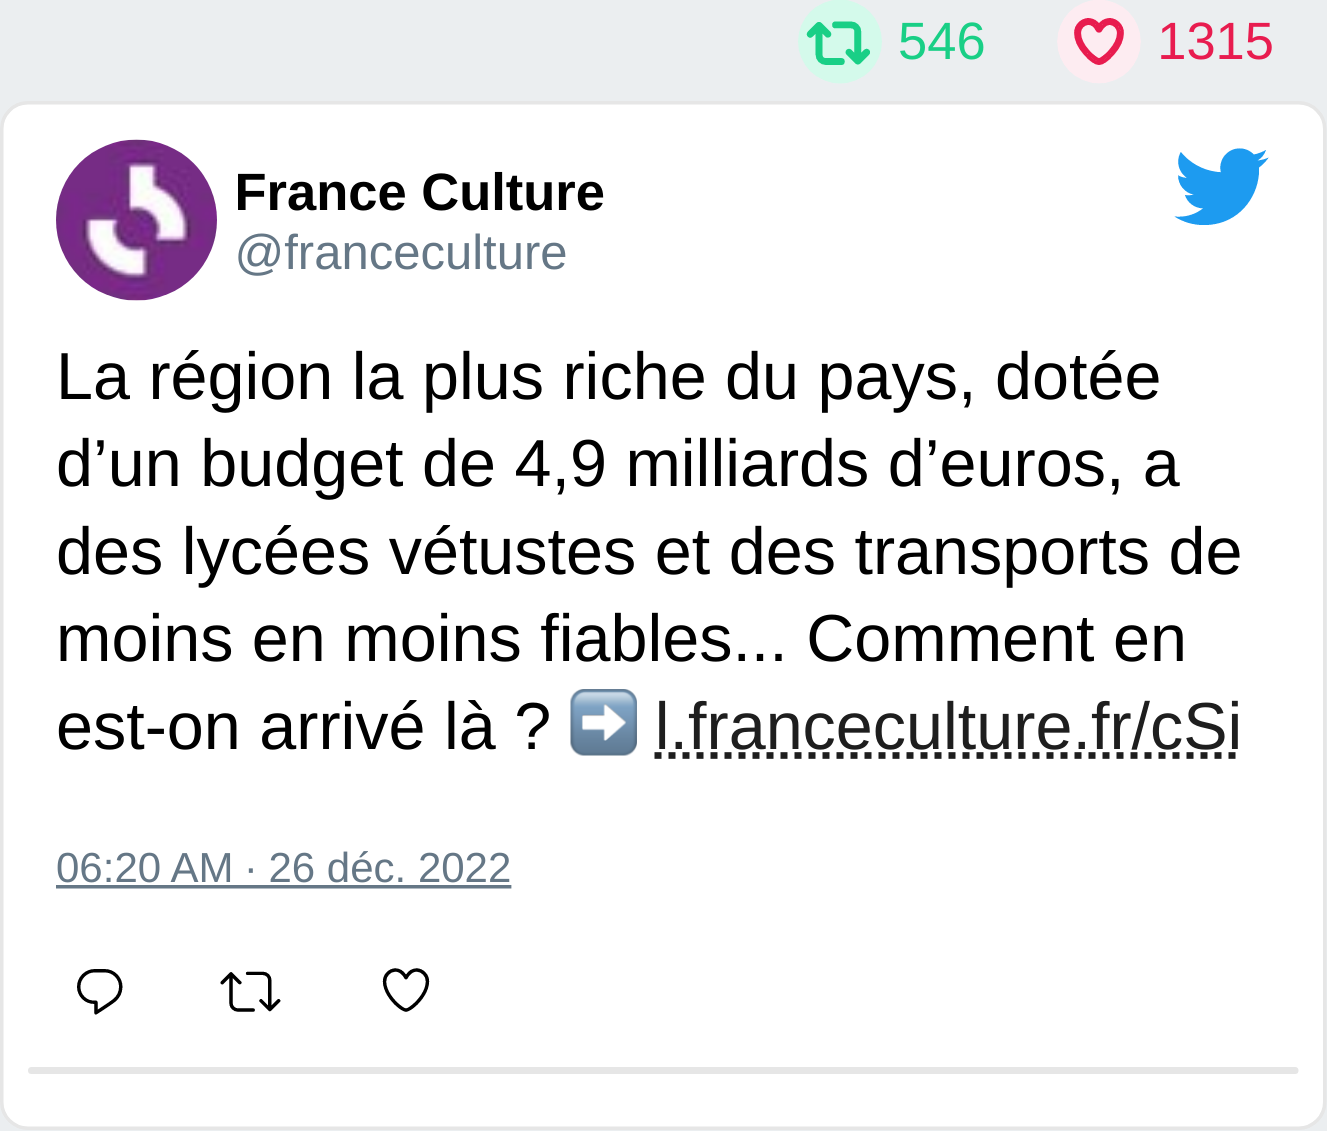 546 1315
France Culture
@franceculture
La région la plus riche du pays, dotée
d’un budget de 4,9 milliards d’euros, a
des lycées vétustes et des transports de
moins en moins fiables... Comment en
est-on arrivé là ? ➡️ l.franceculture.fr/cSi
06:20 AM · 26 déc. 2022